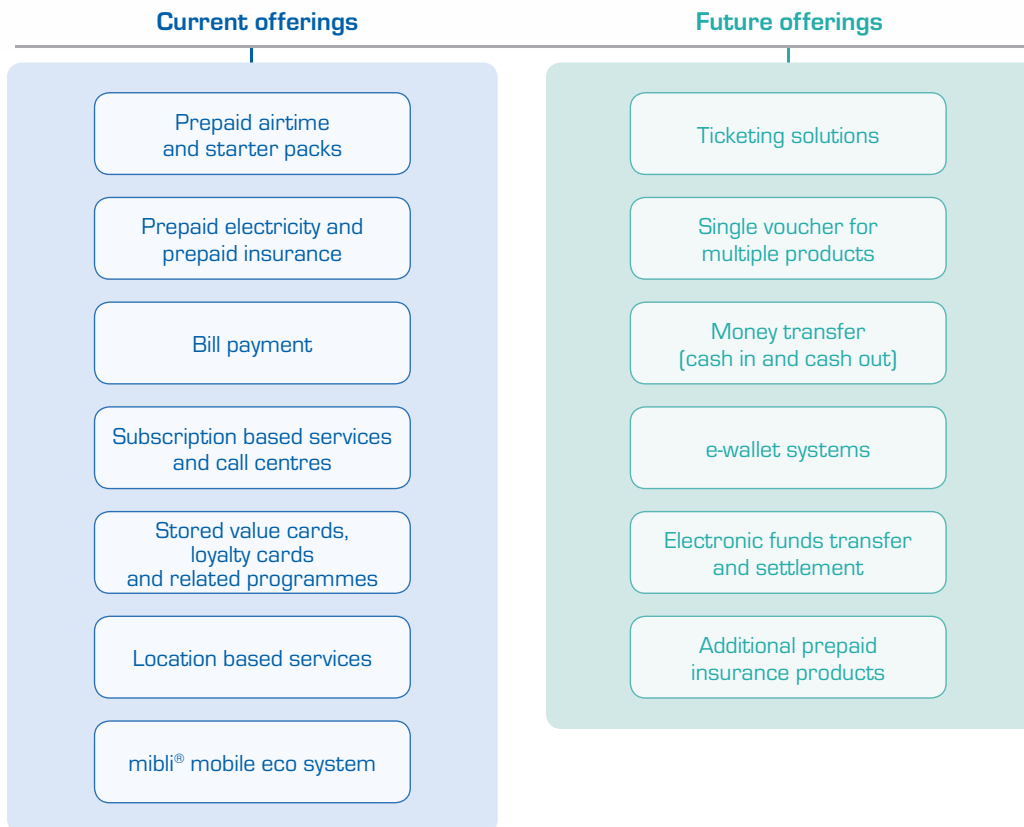 Current offerings
Prepaid airtime
and starter packs
Prepaid electricity and
prepaid insurance
Bill payment
Subscription based services
and call centres
Stored value cards,
loyalty cards
and related programmes
Location based services
mibli® mobile eco system
Future offerings
Ticketing solutions
Single voucher for
multiple products
Money transfer
(cash in and cash out)
e-wallet systems
Electronic funds transfer
and settlement
Additional prepaid
insurance products